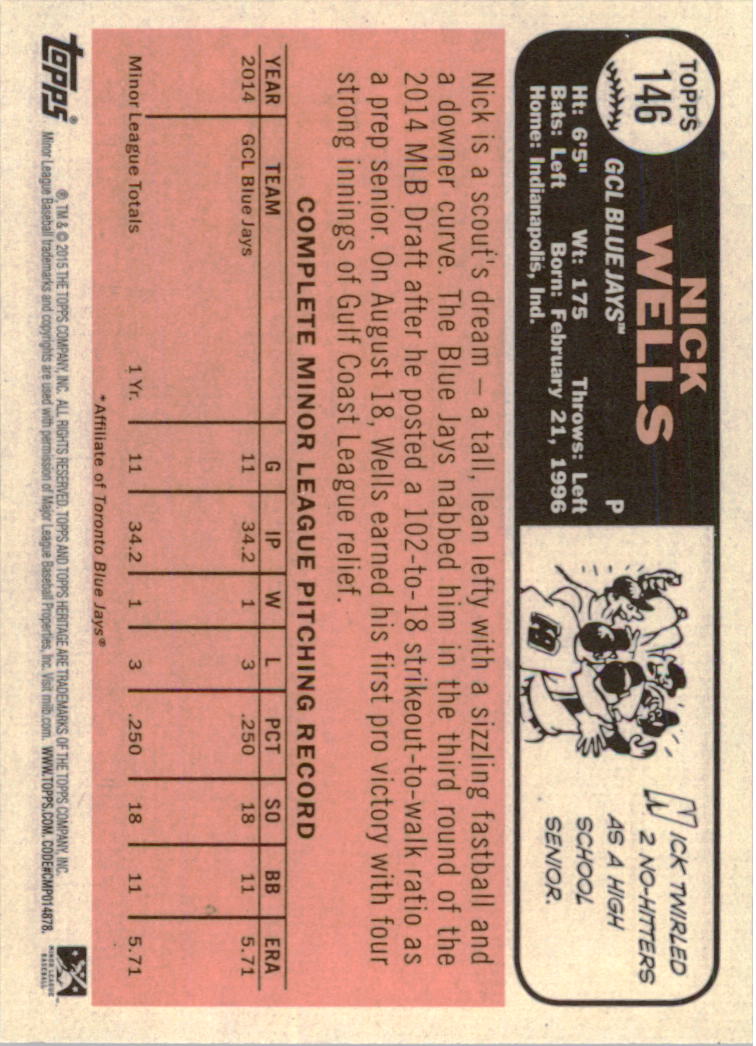 TOPPS
146
NICK
WELLS
GCL BLUE JAYS™ P
Ht: 6'5" Wt: 175 Throws: Left
Bats: Left Born: February 21, 1996
Home: Indianapolis, Ind.
NICK TWIRLED
2 NO-HITTERS
AS A HIGH
SCHOOL
SENIOR.
Nick is a scout's dream – a tall, lean lefty with a sizzling fastball and
a downer curve. The Blue Jays nabbed him in the third round of the
2014 MLB Draft after he posted a 102-to-18 strikeout-to-walk ratio as
a prep senior. On August 18, Wells earned his first pro victory with four
strong innings of Gulf Coast League relief.
COMPLETE MINOR LEAGUE PITCHING RECORD
YEAR TEAM G IP W L PCT SO BB ERA
2014 GCL Blue Jays 11 34.2 1 3 .250 18 11 5.71
Minor League Totals 1 Yr. 11 34.2 1 3 .250 18 11 5.71
*Affiliate of Toronto Blue Jays®
topps®
®, TM & © 2015 THE TOPPS COMPANY, INC. ALL RIGHTS RESERVED. TOPPS AND TOPPS HERITAGE ARE TRADEMARKS OF THE TOPPS COMPANY, INC.
Minor League Baseball trademarks and copyrights are used with permission of Major League Baseball Properties, Inc. Visit milb.com. WWW.TOPPS.COM. CODE#CMP014878.
MINOR LEAGUE
BASEBALL